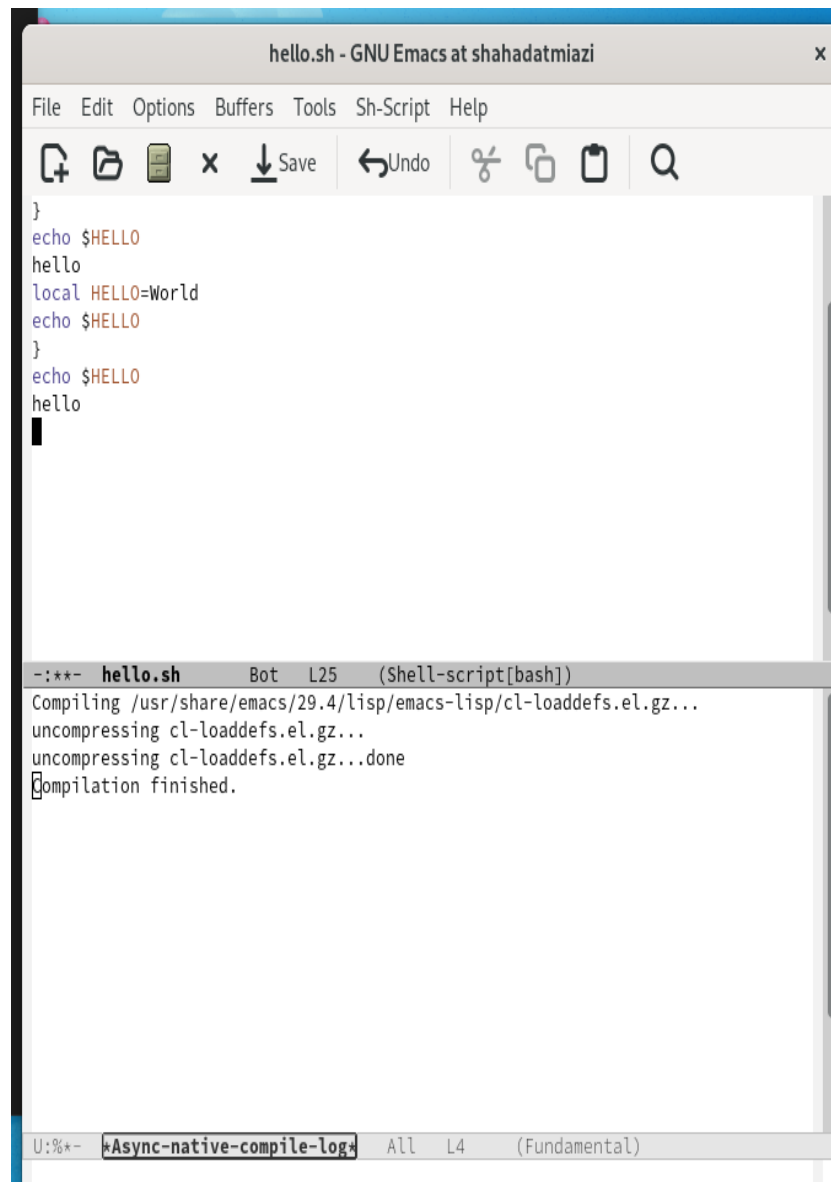 hello.sh - GNU Emacs at shahadatmiazi
File Edit Options Buffers Tools Sh-Script Help
Save Undo
}
echo $HELLO
hello
local HELLO=World
echo $HELLO
}
echo $HELLO
hello
-:**- hello.sh Bot L25 (Shell-script[bash])
Compiling /usr/share/emacs/29.4/lisp/emacs-lisp/cl-loaddefs.el.gz...
uncompressing cl-loaddefs.el.gz...
uncompressing cl-loaddefs.el.gz...done
Compilation finished.
U:%*- *Async-native-compile-log* All L4 (Fundamental)